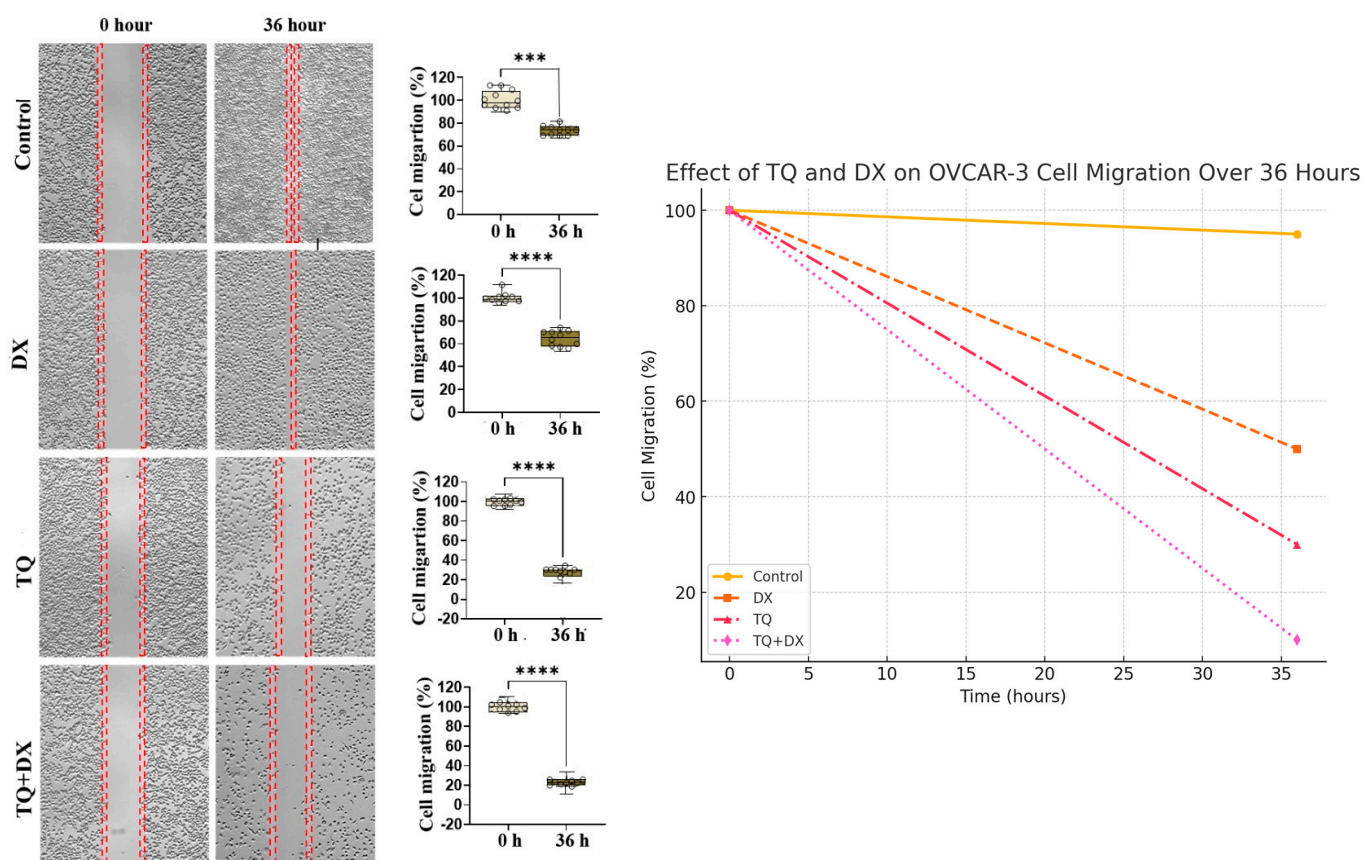 0 hour 36 hour
Control
DX
TQ
TQ+DX
***
Cel migartion (%)
120
100
80
60
40
20
0
0 h 36 h
****
Cell migartion (%)
120
100
80
60
40
20
0
0 h 36 h
****
Cell migartion (%)
120
100
80
60
40
20
0
-20
0 h 36 h
****
Cell migration (%)
120
100
80
60
40
20
0
-20
0 h 36 h
Effect of TQ and DX on OVCAR-3 Cell Migration Over 36 Hours
Cell Migration (%)
100
80
60
40
20
Control
DX
TQ
TQ+DX
0 5 10 15 20 25 30 35
Time (hours)